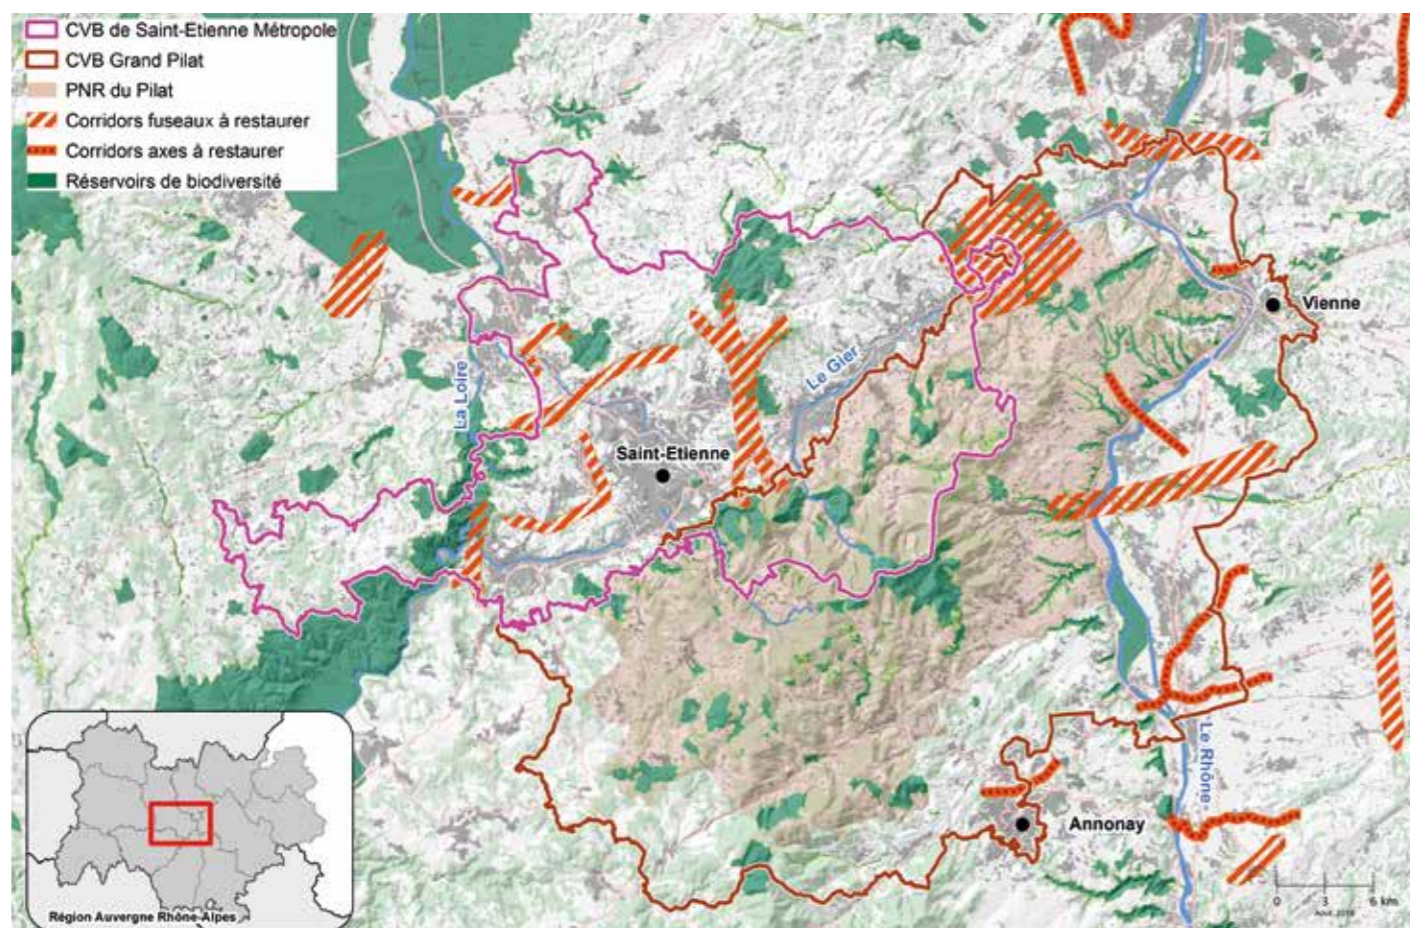 CVB de Saint-Etienne Métropole
CVB Grand Pilat
PNR du Pilat
Corridors fuseaux à restaurer
Corridors axes à restaurer
Réservoirs de biodiversité
Vienne
Le Gier
La Loire
Saint-Etienne
Le Rhône
Annonay
Région Auvergne Rhône-Alpes
0 3 6 km
Août 2018